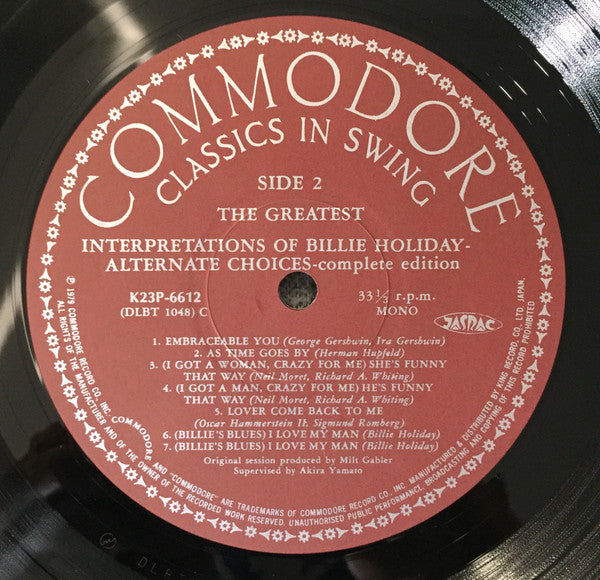 COMMODORE
CLASSICS IN SWING
SIDE 2
THE GREATEST
INTERPRETATIONS OF BILLIE HOLIDAY-
ALTERNATE CHOICES-complete edition
K23P-6612
(DLBT 1048) C
33⅓ r.p.m.
MONO
JASRAC
1. EMBRACEABLE YOU (George Gershwin, Ira Gershwin)
2. AS TIME GOES BY (Herman Hupfeld)
3. (I GOT A WOMAN, CRAZY FOR ME) SHE'S FUNNY
THAT WAY (Neil Moret, Richard A. Whiting)
4. (I GOT A MAN, CRAZY FOR ME) HE'S FUNNY
THAT WAY (Neil Moret, Richard A. Whiting)
5. LOVER COME BACK TO ME
(Oscar Hammerstein II, Sigmund Romberg)
6. (BILLIE'S BLUES) I LOVE MY MAN (Billie Holiday)
7. (BILLIE'S BLUES) I LOVE MY MAN (Billie Holiday)
Original session produced by Milt Gabler
Supervised by Akira Yamato
℗ 1979 COMMODORE RECORD CO. INC. COMMODORE AND "COMMODORE" ARE TRADEMARKS OF COMMODORE RECORD CO. INC. MANUFACTURED & DISTRIBUTED BY KING RECORD CO. LTD JAPAN.
ALL RIGHTS OF THE MANUFACTURER AND OF THE OWNER OF THE RECORDED WORK RESERVED. UNAUTHORISED PUBLIC PERFORMANCE, BROADCASTING AND COPYING OF THIS RECORD PROHIBITED